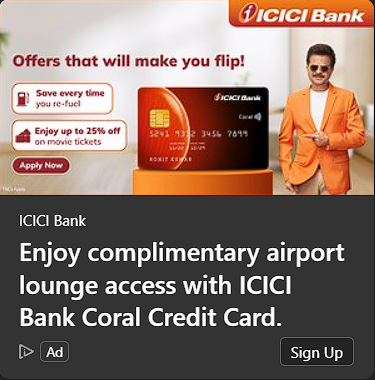 ICICI Bank
Offers that will make you flip!
Save every time
you re-fuel
Enjoy up to 25% off
on movie tickets
Apply Now
ICICI Bank
Coral
5241 9312 3456 7899
ROHIT KUMAR
T&Cs Apply
ICICI Bank
Enjoy complimentary airport
lounge access with ICICI
Bank Coral Credit Card.
Ad
Sign Up